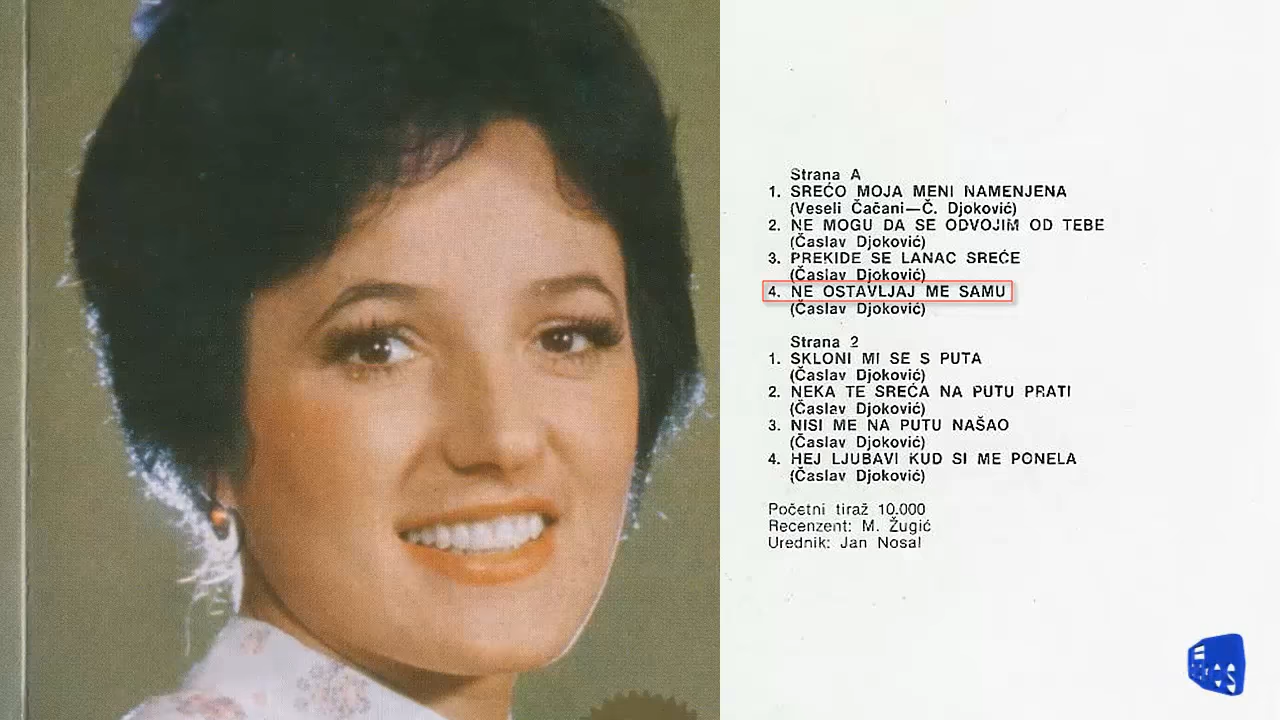 Strana A
1. SREĆO MOJA MENI NAMENJENA
(Veseli Čačani—Č. Djoković)
2. NE MOGU DA SE ODVOJIM OD TEBE
(Časlav Djoković)
3. PREKIDE SE LANAC SREĆE
(Časlav Djoković)
4. NE OSTAVLJAJ ME SAMU
(Časlav Djoković)
Strana 2
1. SKLONI MI SE S PUTA
(Časlav Djoković)
2. NEKA TE SREĆA NA PUTU PRATI
(Časlav Djoković)
3. NISI ME NA PUTU NAŠAO
(Časlav Djoković)
4. HEJ LJUBAVI KUD SI ME PONELA
(Časlav Djoković)
Početni tiraž 10.000
Recenzent: M. Žugić
Urednik: Jan Nosal